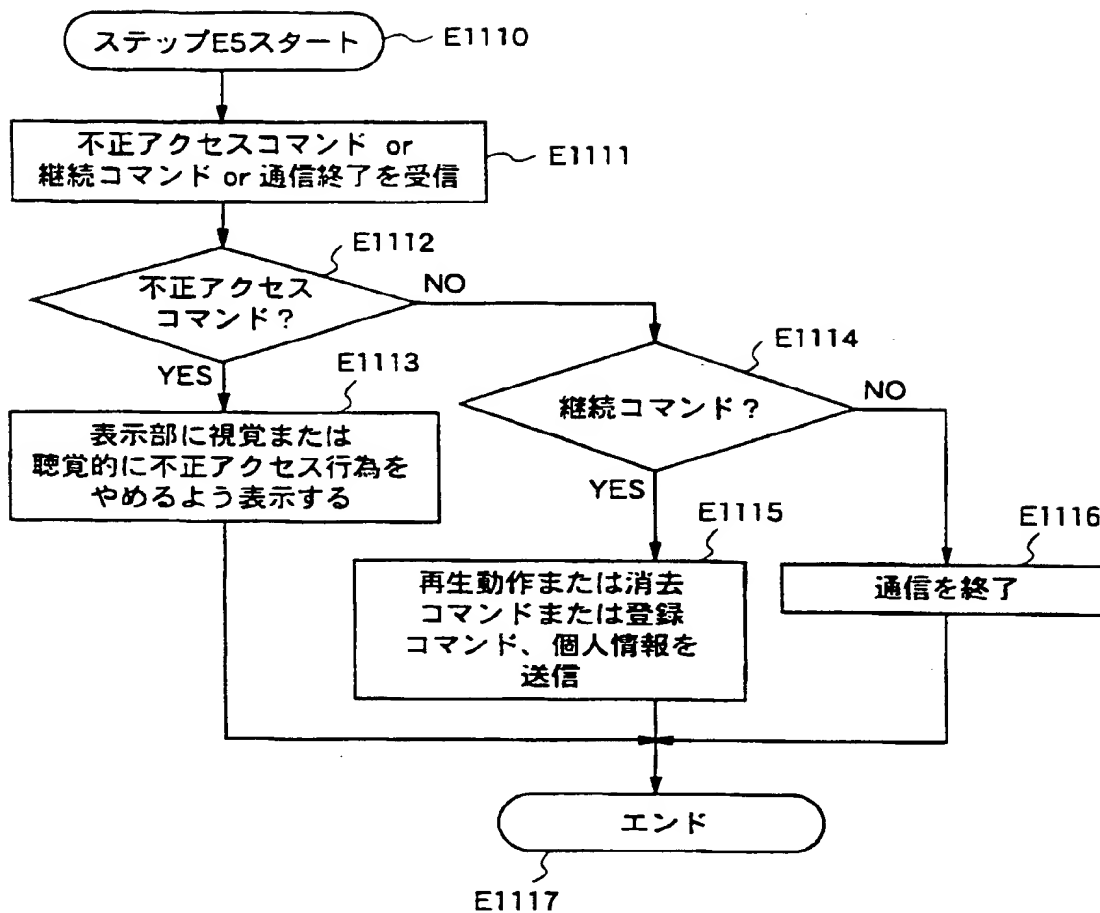 ステップE5スタート
E1110
不正アクセスコマンド or
継続コマンド or 通信終了を受信
E1111
E1112
不正アクセス
コマンド？
NO
YES
E1113
表示部に視覚または
聴覚的に不正アクセス行為を
やめるよう表示する
E1114
継続コマンド？
NO
YES
E1115
再生動作または消去
コマンドまたは登録
コマンド、個人情報を
送信
E1116
通信を終了
エンド
E1117